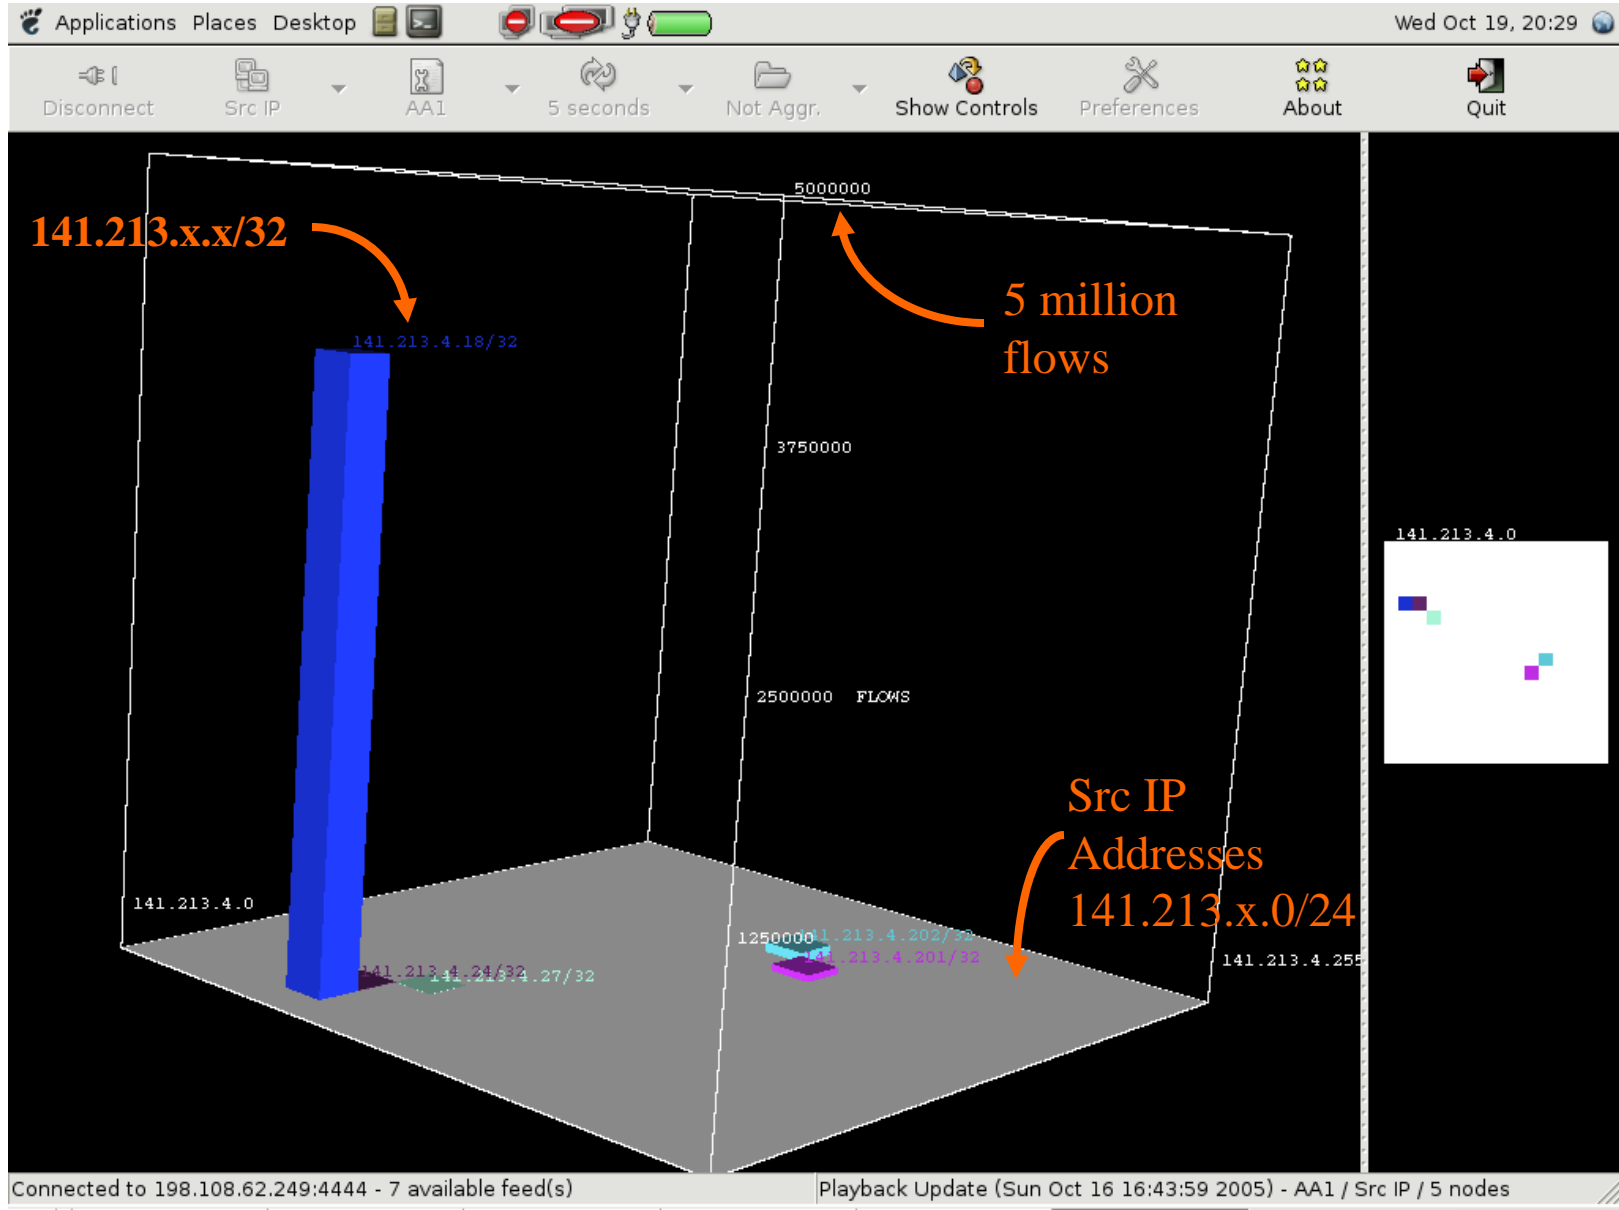 Applications Places Desktop
Wed Oct 19, 20:29
Disconnect
Src IP
AA1
5 seconds
Not Aggr.
Show Controls
Preferences
About
Quit
5000000
141.213.x.x/32
5 million
flows
141.213.4.18/32
3750000
141.213.4.0
2500000 FLOWS
Src IP
Addresses
141.213.x.0/24
141.213.4.0
1250000
141.213.4.202/32
141.213.4.201/32
141.213.4.255
141.213.4.24/32
141.213.4.27/32
Connected to 198.108.62.249:4444 - 7 available feed(s)
Playback Update (Sun Oct 16 16:43:59 2005) - AA1 / Src IP / 5 nodes